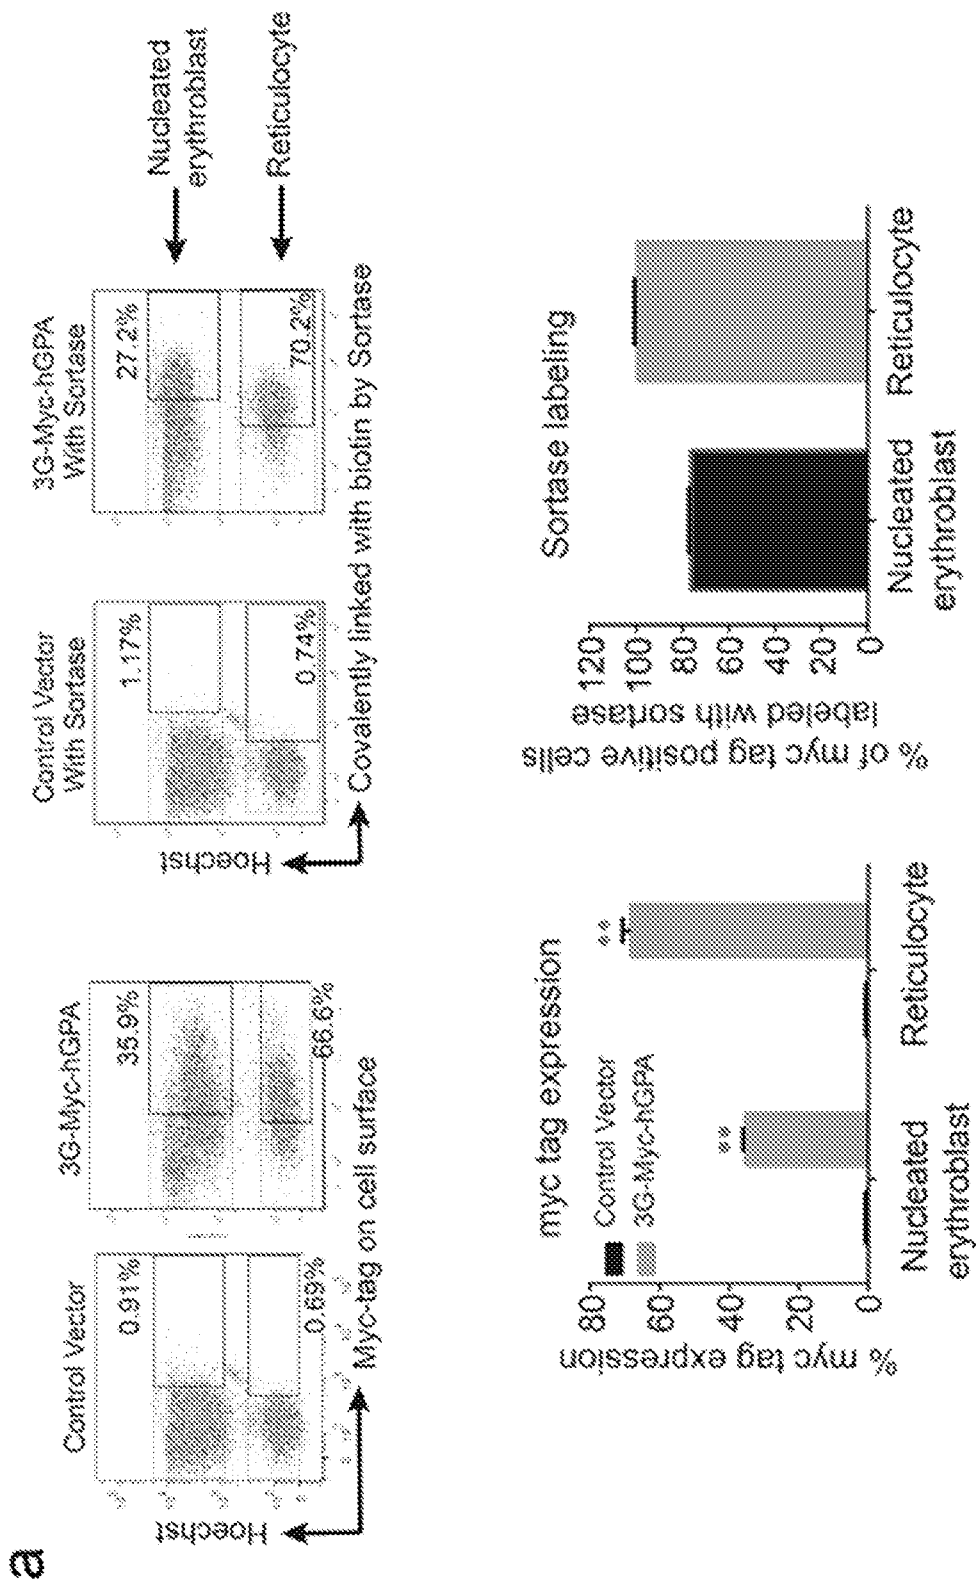 a
Control Vector
3G-Myc-hGPA
Control Vector
With Sortase
3G-Myc-hGPA
With Sortase
0.91%
35.9%
1.17%
27.2%
Nucleated
erythroblast
Hoechst
Hoechst
0.69%
66.6%
0.74%
70.2%
Reticulocyte
Myc-tag on cell surface
Covalently linked with biotin by Sortase
myc tag expression
Control Vector
3G-Myc-hGPA
% myc tag expression
80
60
40
20
0
**
**
Nucleated
erythroblast
Reticulocyte
Sortase labeling
% of myc tag positive cells
labeled with sortase
120
100
80
60
40
20
0
Nucleated
erythroblast
Reticulocyte